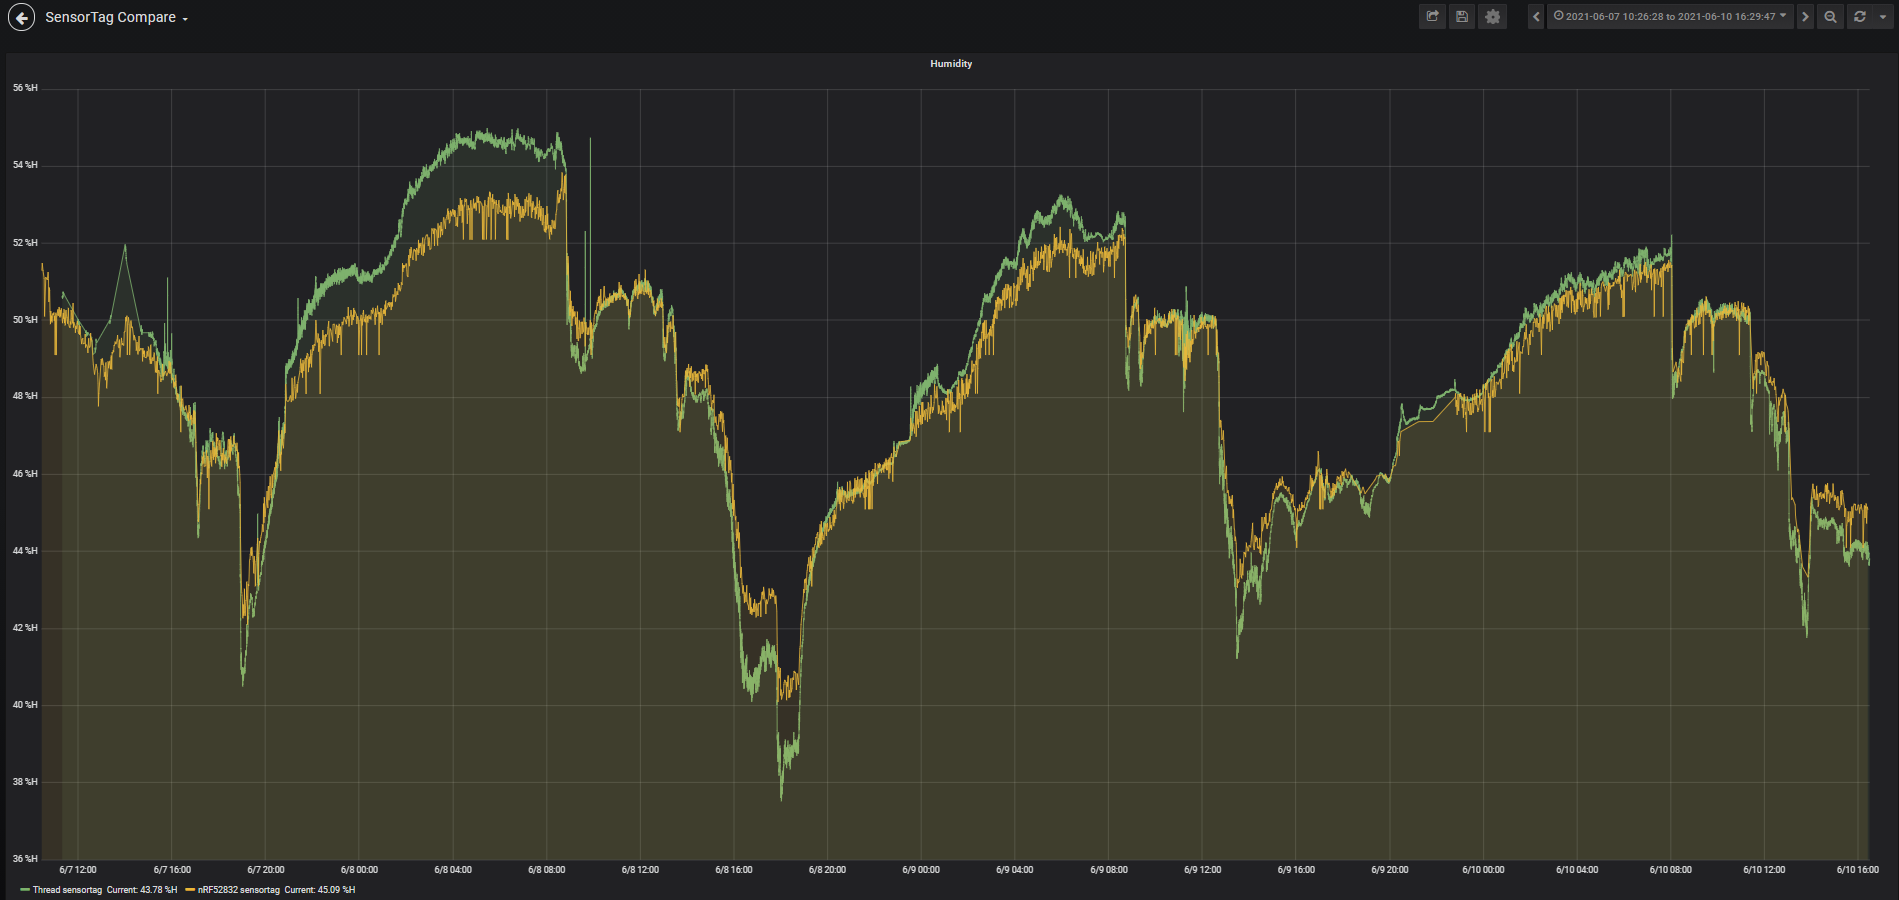 SensorTag Compare
2021-06-07 10:26:28 to 2021-06-10 16:29:47
Humidity
56 %H
54 %H
52 %H
50 %H
48 %H
46 %H
44 %H
42 %H
40 %H
38 %H
36 %H
6/7 12:00 6/7 16:00 6/7 20:00 6/8 00:00 6/8 04:00 6/8 08:00 6/8 12:00 6/8 16:00 6/8 20:00 6/9 00:00 6/9 04:00 6/9 08:00 6/9 12:00 6/9 16:00 6/9 20:00 6/10 00:00 6/10 04:00 6/10 08:00 6/10 12:00 6/10 16:00
Thread sensortag Current: 43.78 %H nRF52832 sensortag Current: 45.09 %H